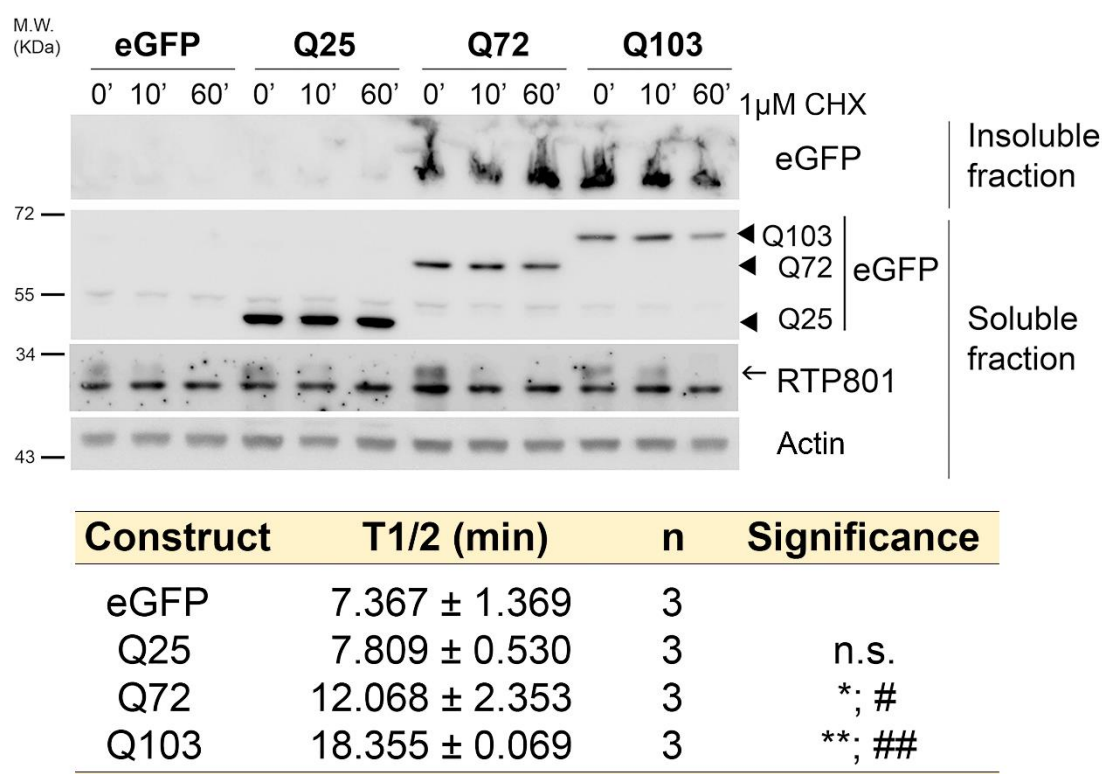 M.W.
(KDa)
eGFP Q25 Q72 Q103
0’ 10’ 60’ 0’ 10’ 60’ 0’ 10’ 60’ 0’ 10’ 60’ 1µM CHX
eGFP
Insoluble
fraction
72
Q103
Q72
eGFP
55
Q25
Soluble
fraction
34
← RTP801
Actin
43
Construct T1/2 (min) n Significance
eGFP 7.367 ± 1.369 3
Q25 7.809 ± 0.530 3 n.s.
Q72 12.068 ± 2.353 3 *; #
Q103 18.355 ± 0.069 3 **; ##